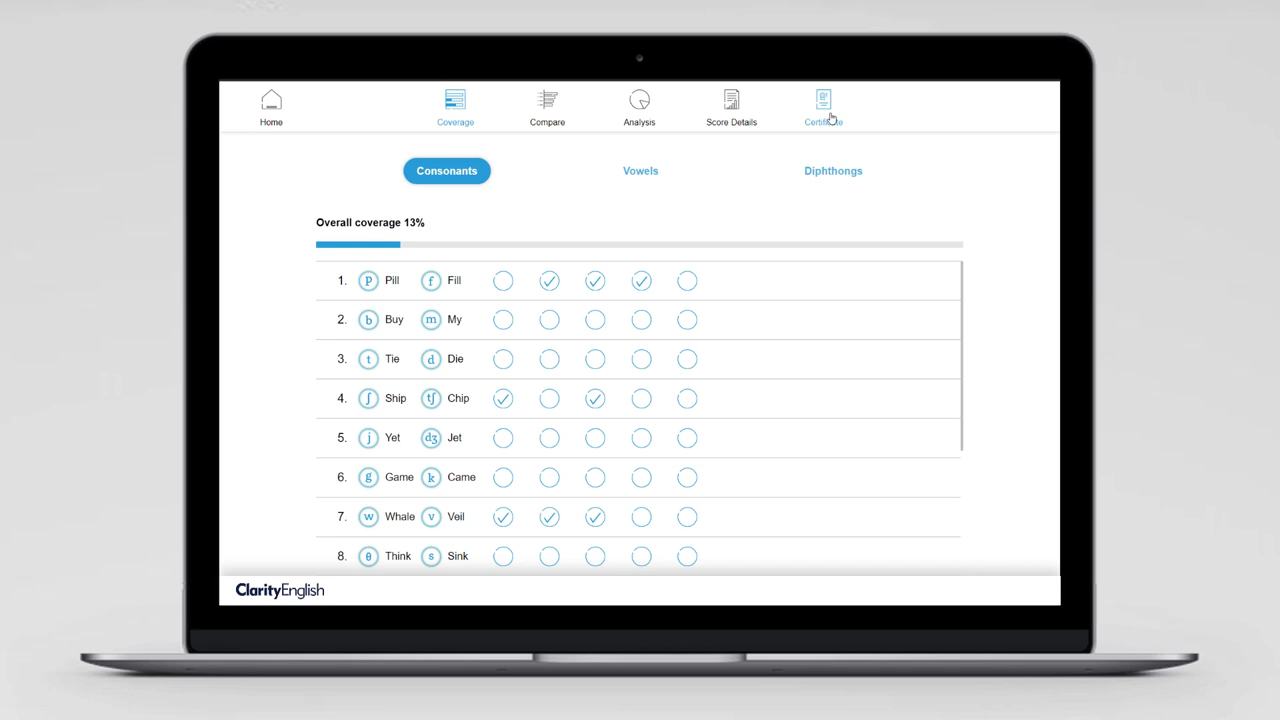 Home Coverage Compare Analysis Score Details Certificate
Consonants Vowels Diphthongs
Overall coverage 13%
1. p Pill f Fill
2. b Buy m My
3. t Tie d Die
4. ʃ Ship tʃ Chip
5. j Yet dʒ Jet
6. g Game k Came
7. w Whale v Veil
8. θ Think s Sink
ClarityEnglish